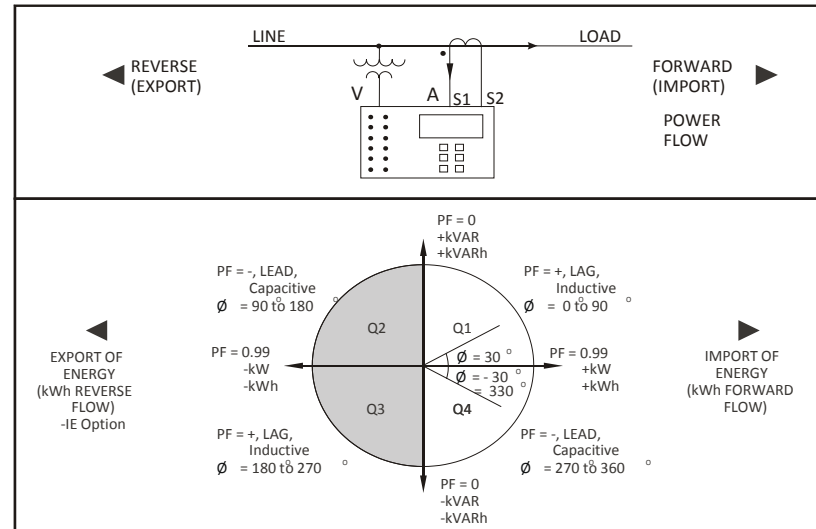 LINE
LOAD
◄ REVERSE
(EXPORT)
FORWARD ►
(IMPORT)
POWER
FLOW
V
A
S1
S2
PF = 0
+kVAR
+kVARh
PF = -, LEAD,
Capacitive
Ø = 90° to 180°
PF = +, LAG,
Inductive
Ø = 0° to 90°
Q2
Q1
EXPORT OF
ENERGY
(kWh REVERSE
FLOW)
-IE Option
PF = 0.99
-kW
-kWh
Ø = 30°
Ø = - 30°
= 330°
PF = 0.99
+kW
+kWh
IMPORT OF
ENERGY
(kWh FORWARD
FLOW)
Q3
Q4
PF = +, LAG,
Inductive
Ø = 180° to 270°
PF = -, LEAD,
Capacitive
Ø = 270° to 360°
PF = 0
-kVAR
-kVARh